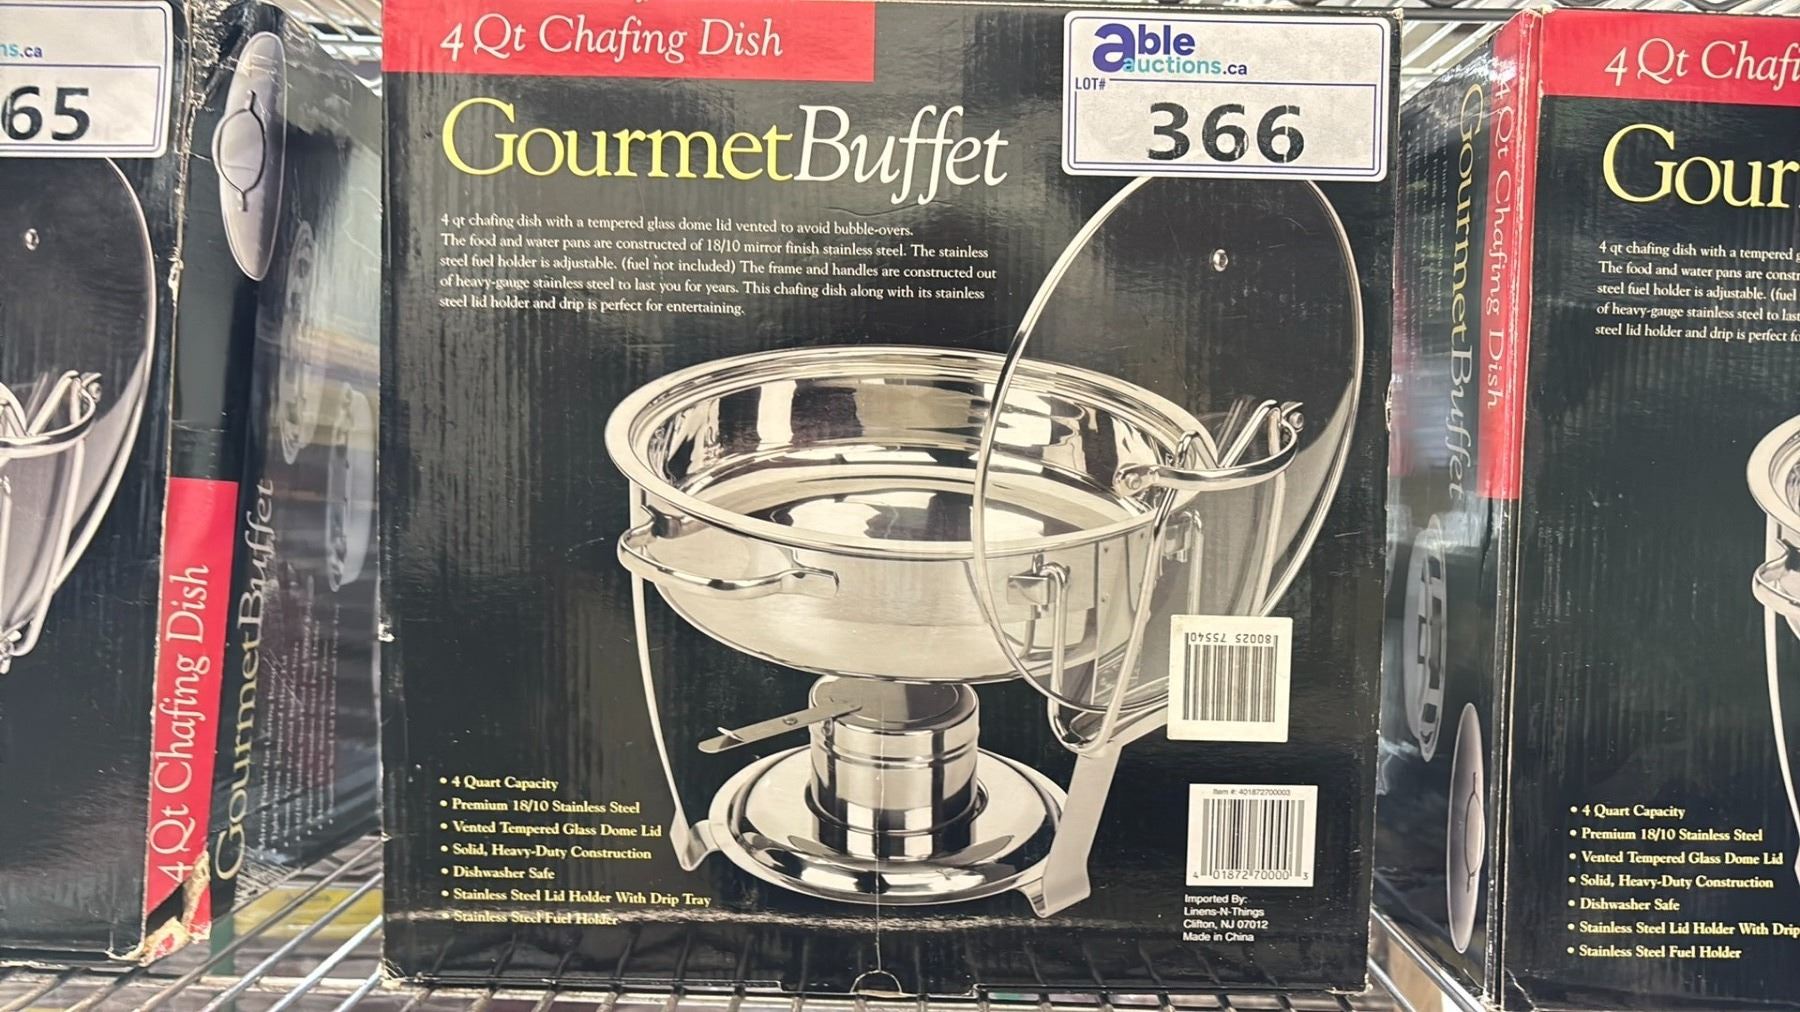 ns.ca
65
4 Qt Chafing Dish
GourmetBuffet
4 Qt Chafing Dish
GourmetBuffet
4 qt chafing dish with a tempered glass dome lid vented to avoid bubble-overs.
The food and water pans are constructed of 18/10 mirror finish stainless steel. The stainless
steel fuel holder is adjustable. (fuel not included) The frame and handles are constructed out
of heavy-gauge stainless steel to last you for years. This chafing dish along with its stainless
steel lid holder and drip is perfect for entertaining.
able
auctions.ca
LOT#
366
• 4 Quart Capacity
• Premium 18/10 Stainless Steel
• Vented Tempered Glass Dome Lid
• Solid, Heavy-Duty Construction
• Dishwasher Safe
• Stainless Steel Lid Holder With Drip Tray
• Stainless Steel Fuel Holder
80025 75540
Item #: 401872700003
4 01872 70000 3
Imported By:
Linens-N-Things
Clifton, NJ 07012
Made in China
4 Qt Chafing Dish
GourmetBuffet
4 Qt Chafi
Gour
4 qt chafing dish with a tempered g
The food and water pans are constr
steel fuel holder is adjustable. (fuel
of heavy-gauge stainless steel to last
steel lid holder and drip is perfect fo
• 4 Quart Capacity
• Premium 18/10 Stainless Steel
• Vented Tempered Glass Dome Lid
• Solid, Heavy-Duty Construction
• Dishwasher Safe
• Stainless Steel Lid Holder With Drip
• Stainless Steel Fuel Holder